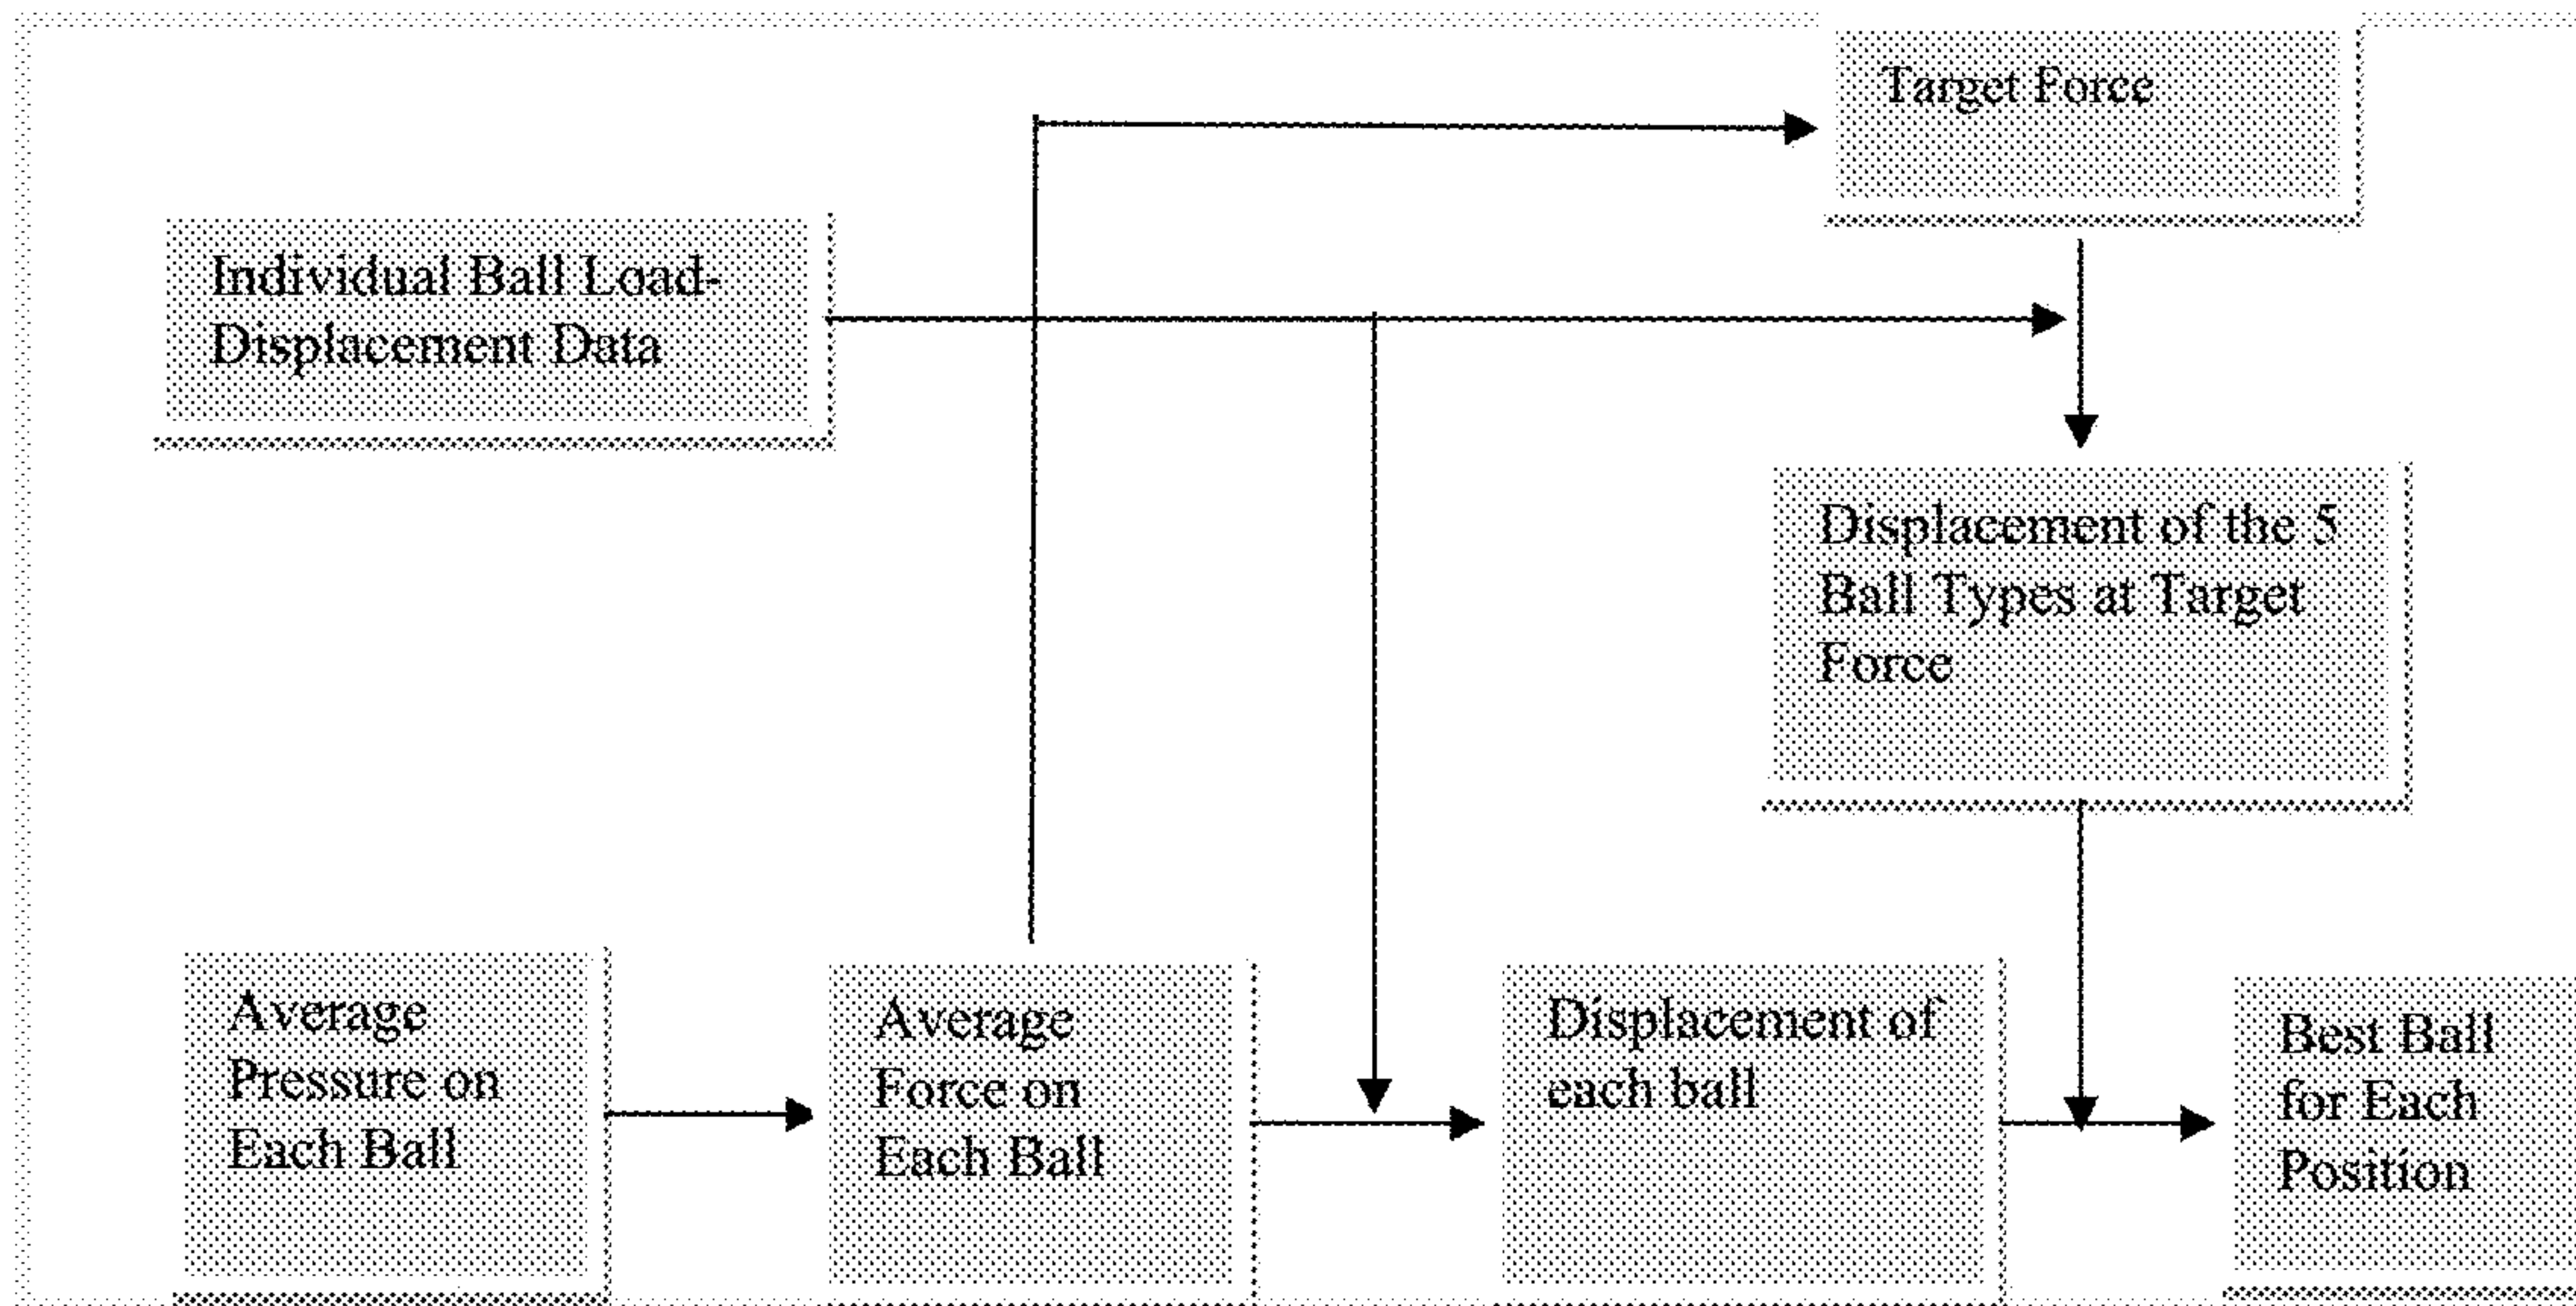 Target Force
Individual Ball Load-
Displacement Data
Displacement of the 5
Ball Types at Target
Force
Average
Pressure on
Each Ball
Average
Force on
Each Ball
Displacement of
each ball
Best Ball
for Each
Position